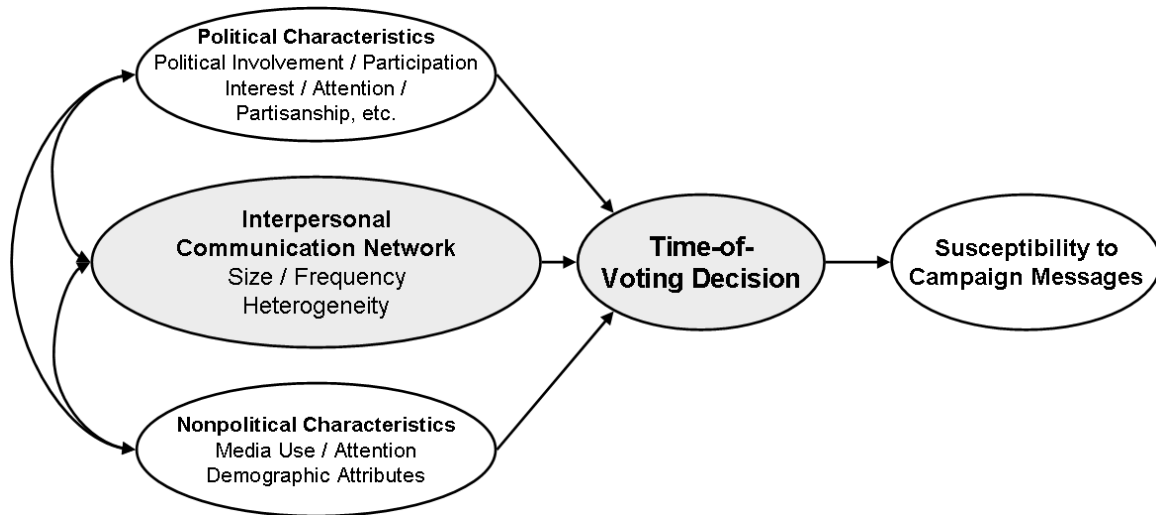 Political Characteristics
Political Involvement / Participation
Interest / Attention /
Partisanship, etc.
Interpersonal
Communication Network
Size / Frequency
Heterogeneity
Time-of-
Voting Decision
Susceptibility to
Campaign Messages
Nonpolitical Characteristics
Media Use / Attention
Demographic Attributes